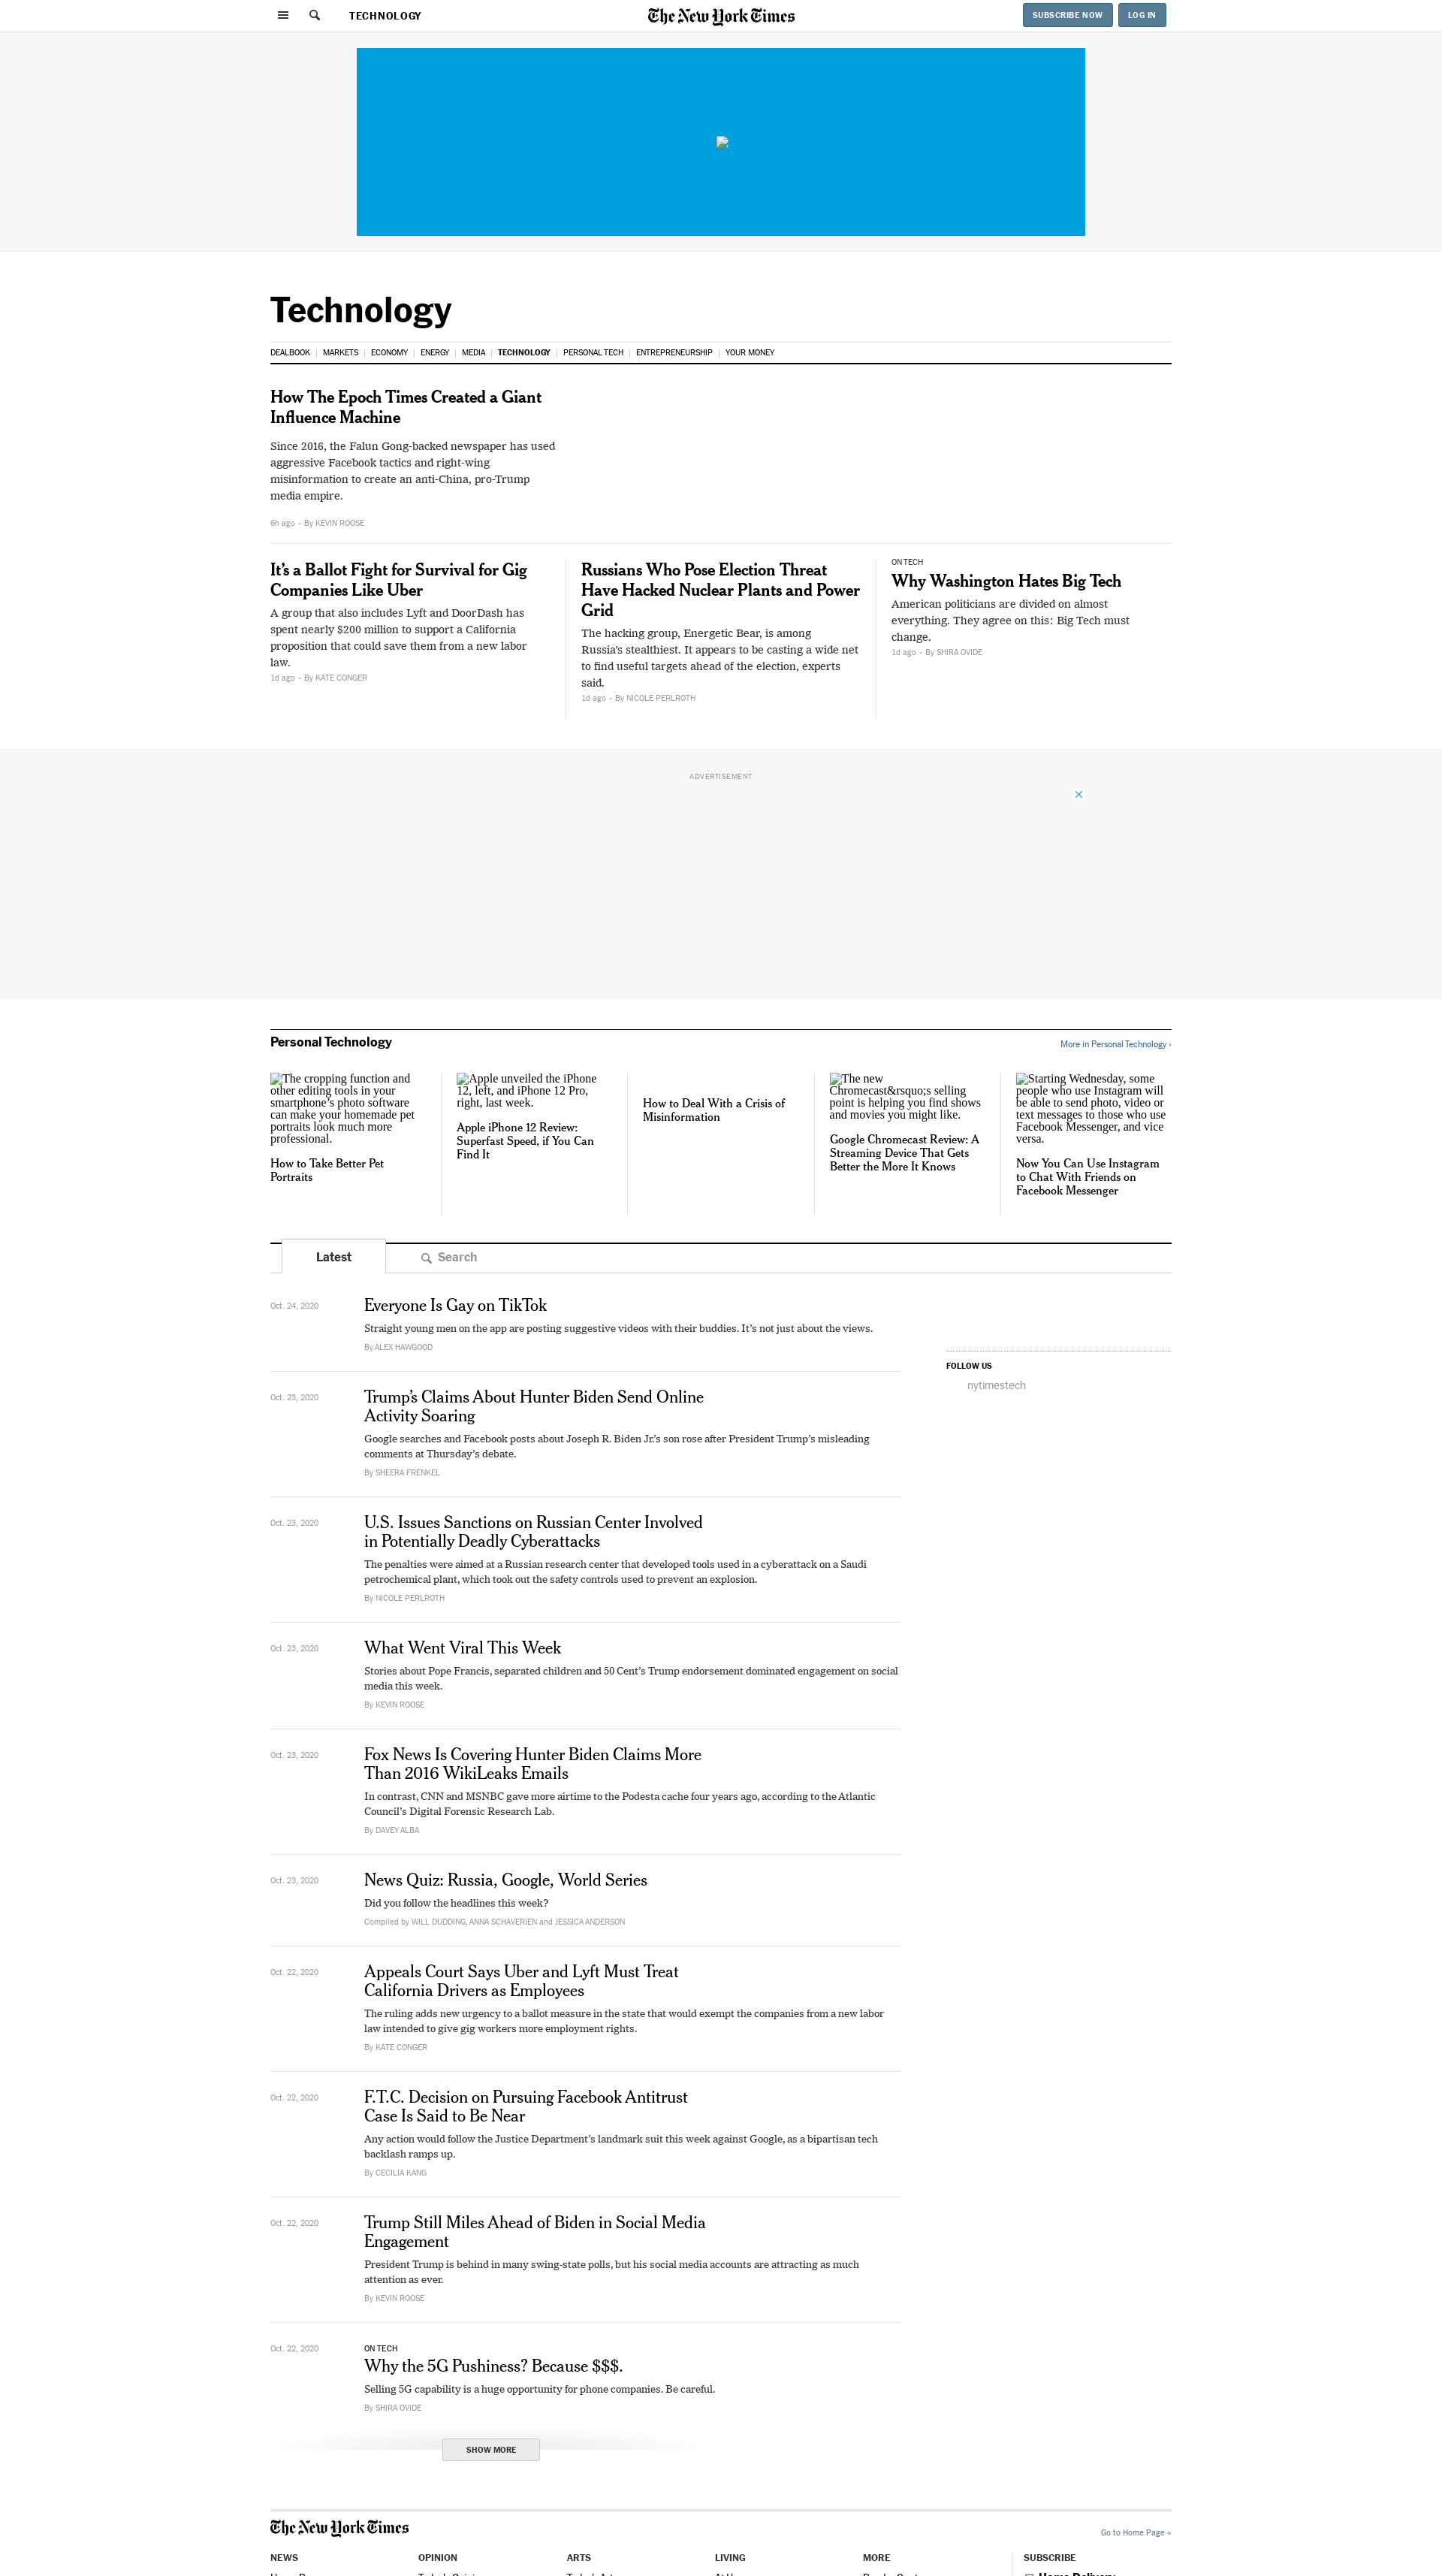 TECHNOLOGY
The New York Times
SUBSCRIBE NOW
LOG IN
Technology
DEALBOOK | MARKETS | ECONOMY | ENERGY | MEDIA | TECHNOLOGY | PERSONAL TECH | ENTREPRENEURSHIP | YOUR MONEY
How The Epoch Times Created a Giant
Influence Machine
Since 2016, the Falun Gong-backed newspaper has used
aggressive Facebook tactics and right-wing
misinformation to create an anti-China, pro-Trump
media empire.
6h ago • By KEVIN ROOSE
It’s a Ballot Fight for Survival for Gig
Companies Like Uber
A group that also includes Lyft and DoorDash has
spent nearly $200 million to support a California
proposition that could save them from a new labor
law.
1d ago • By KATE CONGER
Russians Who Pose Election Threat
Have Hacked Nuclear Plants and Power
Grid
The hacking group, Energetic Bear, is among
Russia’s stealthiest. It appears to be casting a wide net
to find useful targets ahead of the election, experts
said.
1d ago • By NICOLE PERLROTH
ON TECH
Why Washington Hates Big Tech
American politicians are divided on almost
everything. They agree on this: Big Tech must
change.
1d ago • By SHIRA OVIDE
ADVERTISEMENT
Personal Technology
More in Personal Technology ›
The cropping function and
other editing tools in your
smartphone’s photo software
can make your homemade pet
portraits look much more
professional.
How to Take Better Pet
Portraits
Apple unveiled the iPhone
12, left, and iPhone 12 Pro,
right, last week.
Apple iPhone 12 Review:
Superfast Speed, if You Can
Find It
How to Deal With a Crisis of
Misinformation
The new
Chromecast&rsquo;s selling
point is helping you find shows
and movies you might like.
Google Chromecast Review: A
Streaming Device That Gets
Better the More It Knows
Starting Wednesday, some
people who use Instagram will
be able to send photo, video or
text messages to those who use
Facebook Messenger, and vice
versa.
Now You Can Use Instagram
to Chat With Friends on
Facebook Messenger
Latest
Search
Oct. 24, 2020
Everyone Is Gay on TikTok
Straight young men on the app are posting suggestive videos with their buddies. It’s not just about the views.
By ALEX HAWGOOD
FOLLOW US
nytimestech
Oct. 23, 2020
Trump’s Claims About Hunter Biden Send Online
Activity Soaring
Google searches and Facebook posts about Joseph R. Biden Jr.’s son rose after President Trump’s misleading
comments at Thursday’s debate.
By SHEERA FRENKEL
Oct. 23, 2020
U.S. Issues Sanctions on Russian Center Involved
in Potentially Deadly Cyberattacks
The penalties were aimed at a Russian research center that developed tools used in a cyberattack on a Saudi
petrochemical plant, which took out the safety controls used to prevent an explosion.
By NICOLE PERLROTH
Oct. 23, 2020
What Went Viral This Week
Stories about Pope Francis, separated children and 50 Cent’s Trump endorsement dominated engagement on social
media this week.
By KEVIN ROOSE
Oct. 23, 2020
Fox News Is Covering Hunter Biden Claims More
Than 2016 WikiLeaks Emails
In contrast, CNN and MSNBC gave more airtime to the Podesta cache four years ago, according to the Atlantic
Council’s Digital Forensic Research Lab.
By DAVEY ALBA
Oct. 23, 2020
News Quiz: Russia, Google, World Series
Did you follow the headlines this week?
Compiled by WILL DUDDING, ANNA SCHAVERIEN and JESSICA ANDERSON
Oct. 22, 2020
Appeals Court Says Uber and Lyft Must Treat
California Drivers as Employees
The ruling adds new urgency to a ballot measure in the state that would exempt the companies from a new labor
law intended to give gig workers more employment rights.
By KATE CONGER
Oct. 22, 2020
F.T.C. Decision on Pursuing Facebook Antitrust
Case Is Said to Be Near
Any action would follow the Justice Department’s landmark suit this week against Google, as a bipartisan tech
backlash ramps up.
By CECILIA KANG
Oct. 22, 2020
Trump Still Miles Ahead of Biden in Social Media
Engagement
President Trump is behind in many swing-state polls, but his social media accounts are attracting as much
attention as ever.
By KEVIN ROOSE
Oct. 22, 2020
ON TECH
Why the 5G Pushiness? Because $$$.
Selling 5G capability is a huge opportunity for phone companies. Be careful.
By SHIRA OVIDE
SHOW MORE
The New York Times
Go to Home Page »
NEWS
OPINION
ARTS
LIVING
MORE
SUBSCRIBE